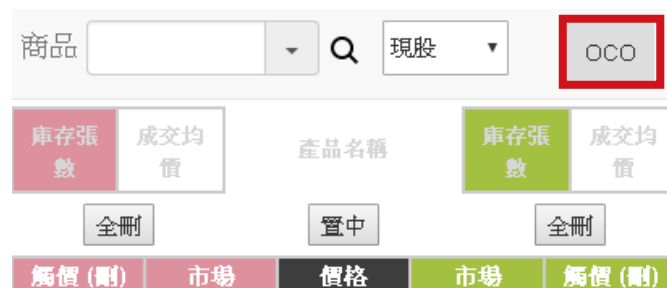 商品 現股 OCO
庫存張數 成交均價 產品名稱 庫存張數 成交均價
全刪 置中 全刪
觸價 (刪) 市場 價格 市場 觸價 (刪)